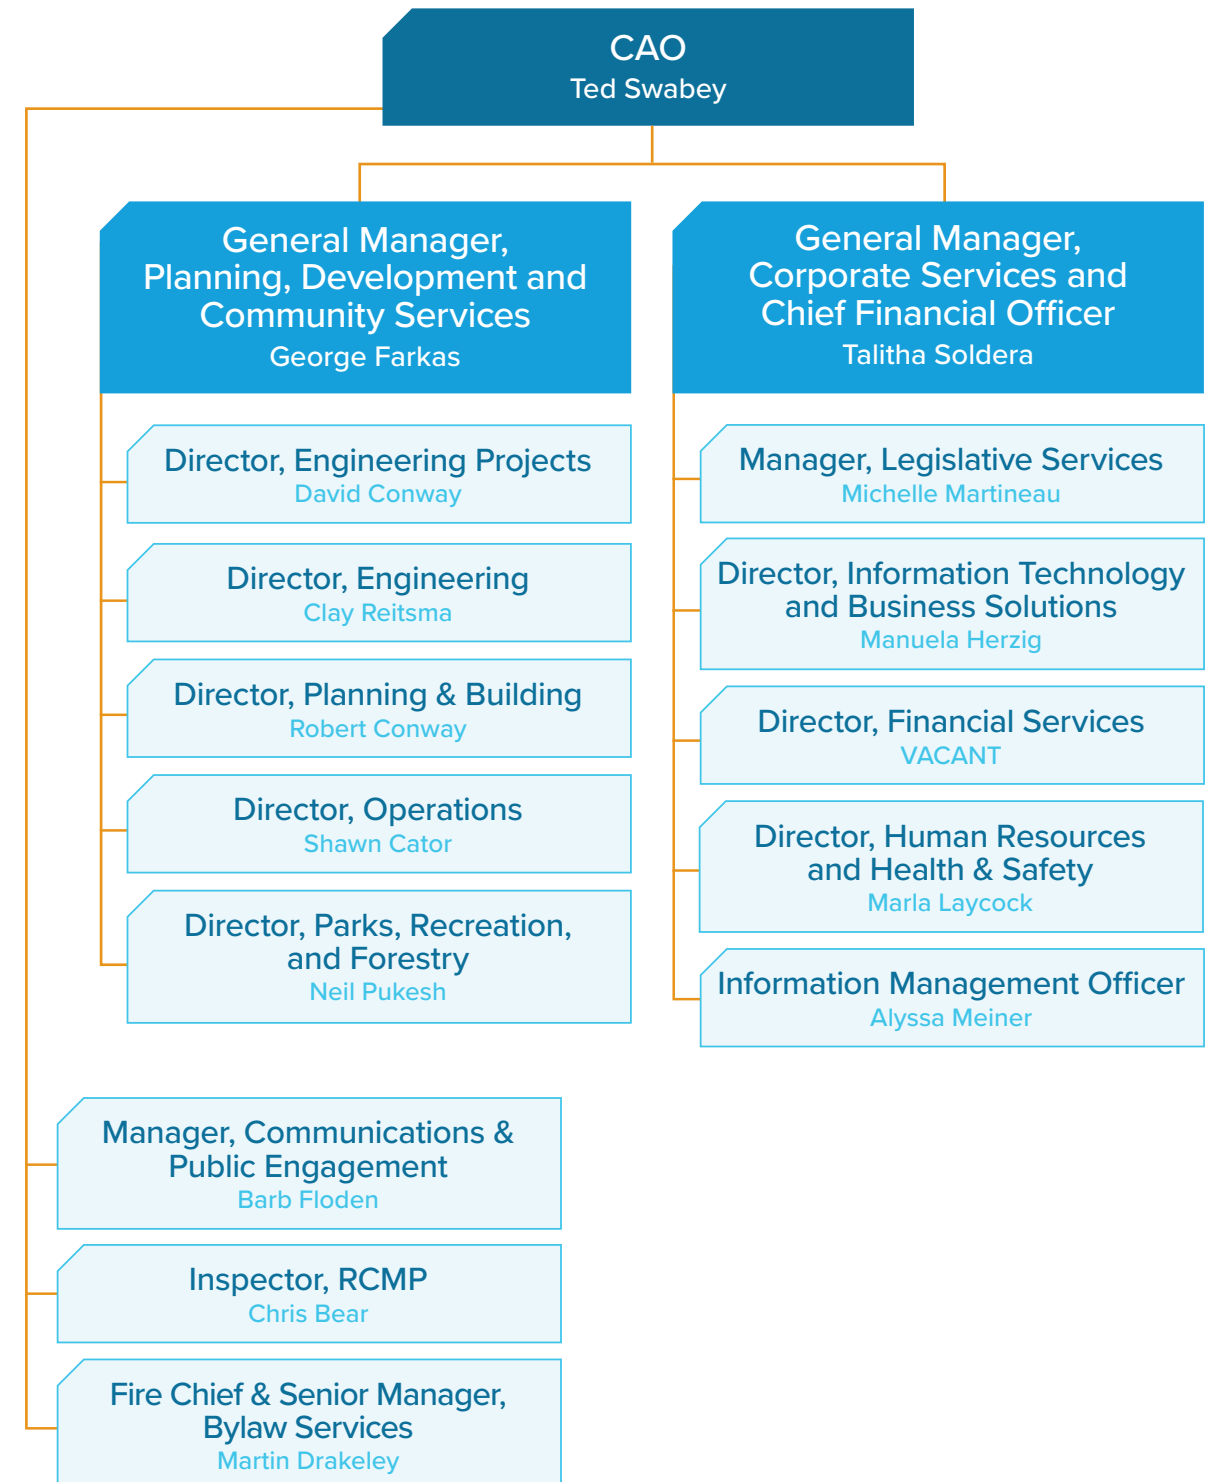 CAO
Ted Swabey
General Manager,
Planning, Development and
Community Services
George Farkas
Director, Engineering Projects
David Conway
Director, Engineering
Clay Reitsma
Director, Planning & Building
Robert Conway
Director, Operations
Shawn Cator
Director, Parks, Recreation,
and Forestry
Neil Pukesh
General Manager,
Corporate Services and
Chief Financial Officer
Talitha Soldera
Manager, Legislative Services
Michelle Martineau
Director, Information Technology
and Business Solutions
Manuela Herzig
Director, Financial Services
VACANT
Director, Human Resources
and Health & Safety
Marla Laycock
Information Management Officer
Alyssa Meiner
Manager, Communications &
Public Engagement
Barb Floden
Inspector, RCMP
Chris Bear
Fire Chief & Senior Manager,
Bylaw Services
Martin Drakeley